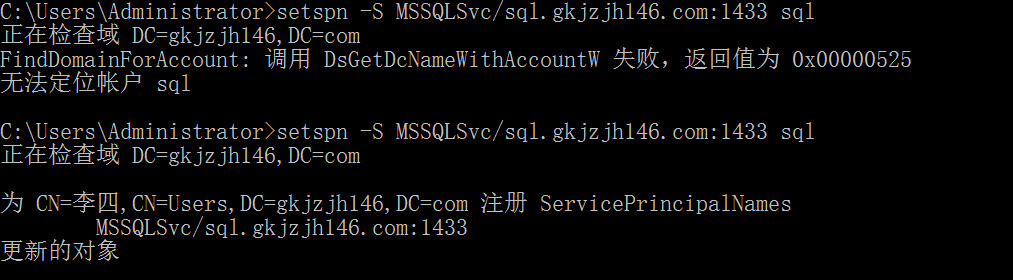 C:\Users\Administrator>setspn -S MSSQLSvc/sql.gkjzjh146.com:1433 sql
正在检查域 DC=gkjzjh146,DC=com
FindDomainForAccount: 调用 DsGetDcNameWithAccountW 失败，返回值为 0x00000525
无法定位帐户 sql
C:\Users\Administrator>setspn -S MSSQLSvc/sql.gkjzjh146.com:1433 sql
正在检查域 DC=gkjzjh146,DC=com
为 CN=李四,CN=Users,DC=gkjzjh146,DC=com 注册 ServicePrincipalNames
MSSQLSvc/sql.gkjzjh146.com:1433
更新的对象